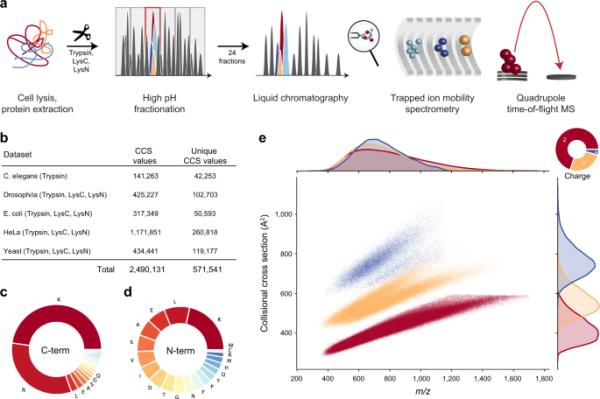 a
Trypsin,
LysC,
LysN
24
fractions
Cell lysis,
protein extraction
High pH
fractionation
Liquid chromatography
Trapped ion mobility
spectrometry
Quadrupole
time-of-flight MS
b
Dataset CCS values Unique CCS values
C. elegans (Trypsin) 141,263 42,253
Drosophila (Trypsin, LysC, LysN) 425,227 102,703
E. coli (Trypsin, LysC, LysN) 317,349 50,593
HeLa (Trypsin, LysC, LysN) 1,171,851 260,818
Yeast (Trypsin, LysC, LysN) 434,441 119,177
Total 2,490,131 571,541
c
K
C-term
R
L E A S G Q
d
L
E
A
S
V
I
D
T
G
N
F
P
Y
Q
H
M
C
W
K
N-term
e
2
3
Charge
Collisional cross section (Å²)
1,000
800
600
400
200 400 600 800 1,000 1,200 1,400 1,600 1,800
m/z